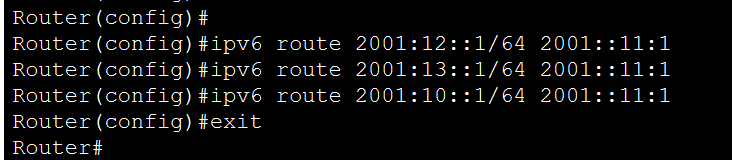 Router(config)#
Router(config)#ipv6 route 2001:12::1/64 2001::11:1
Router(config)#ipv6 route 2001:13::1/64 2001::11:1
Router(config)#ipv6 route 2001:10::1/64 2001::11:1
Router(config)#exit
Router#